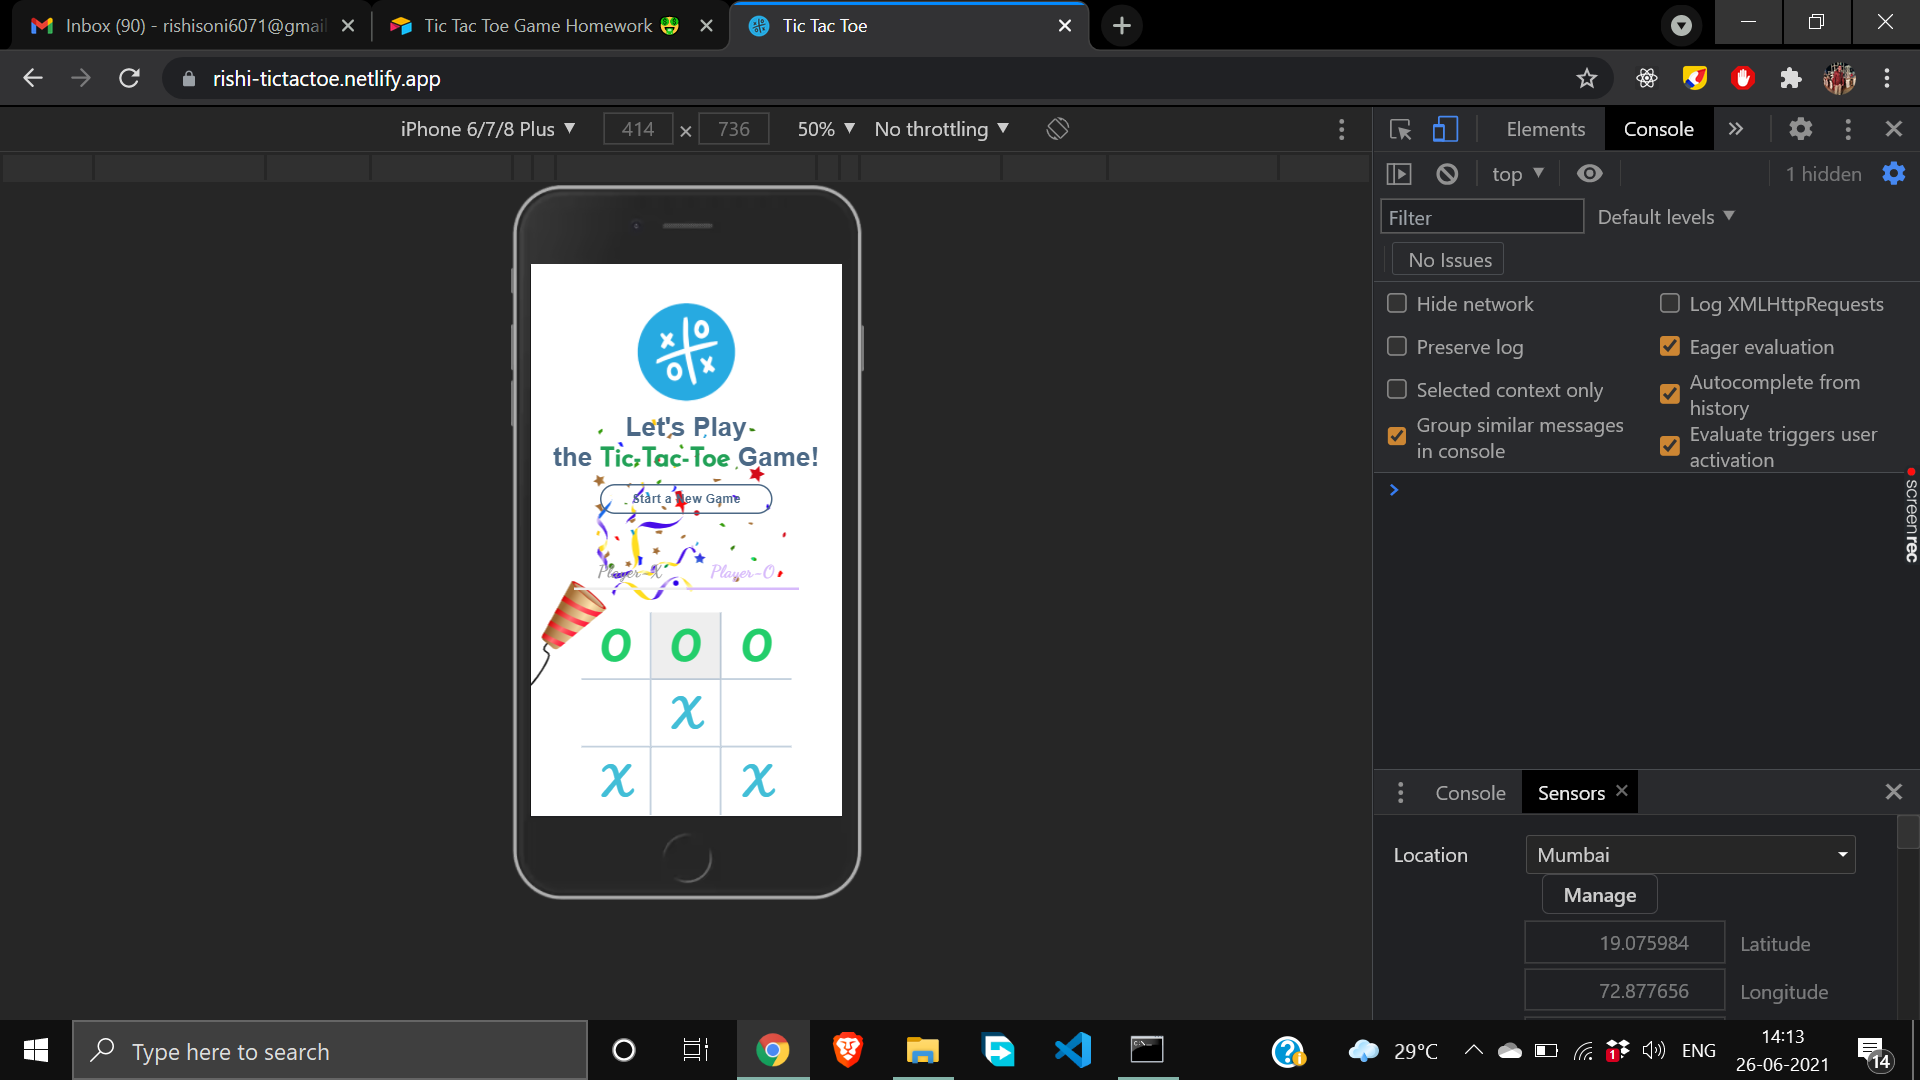 Inbox (90) - rishisoni6071@gmail
Tic Tac Toe Game Homework 🤑
Tic Tac Toe
rishi-tictactoe.netlify.app
iPhone 6/7/8 Plus ▼ 414 × 736 50% ▼ No throttling ▼
Elements Console »
top ▼ 1 hidden
Filter Default levels ▼
No Issues
Hide network Log XMLHttpRequests
Preserve log Eager evaluation
Selected context only Autocomplete from
history
Group similar messages
in console
Evaluate triggers user
activation
screenrec
Let's Play
the Tic-Tac-Toe Game!
Start a New Game
Player-X Player-O
O O O
X
X X
Console Sensors
Location Mumbai
Manage
19.075984 Latitude
72.877656 Longitude
Type here to search
29°C
1
ENG
14:13
26-06-2021
14